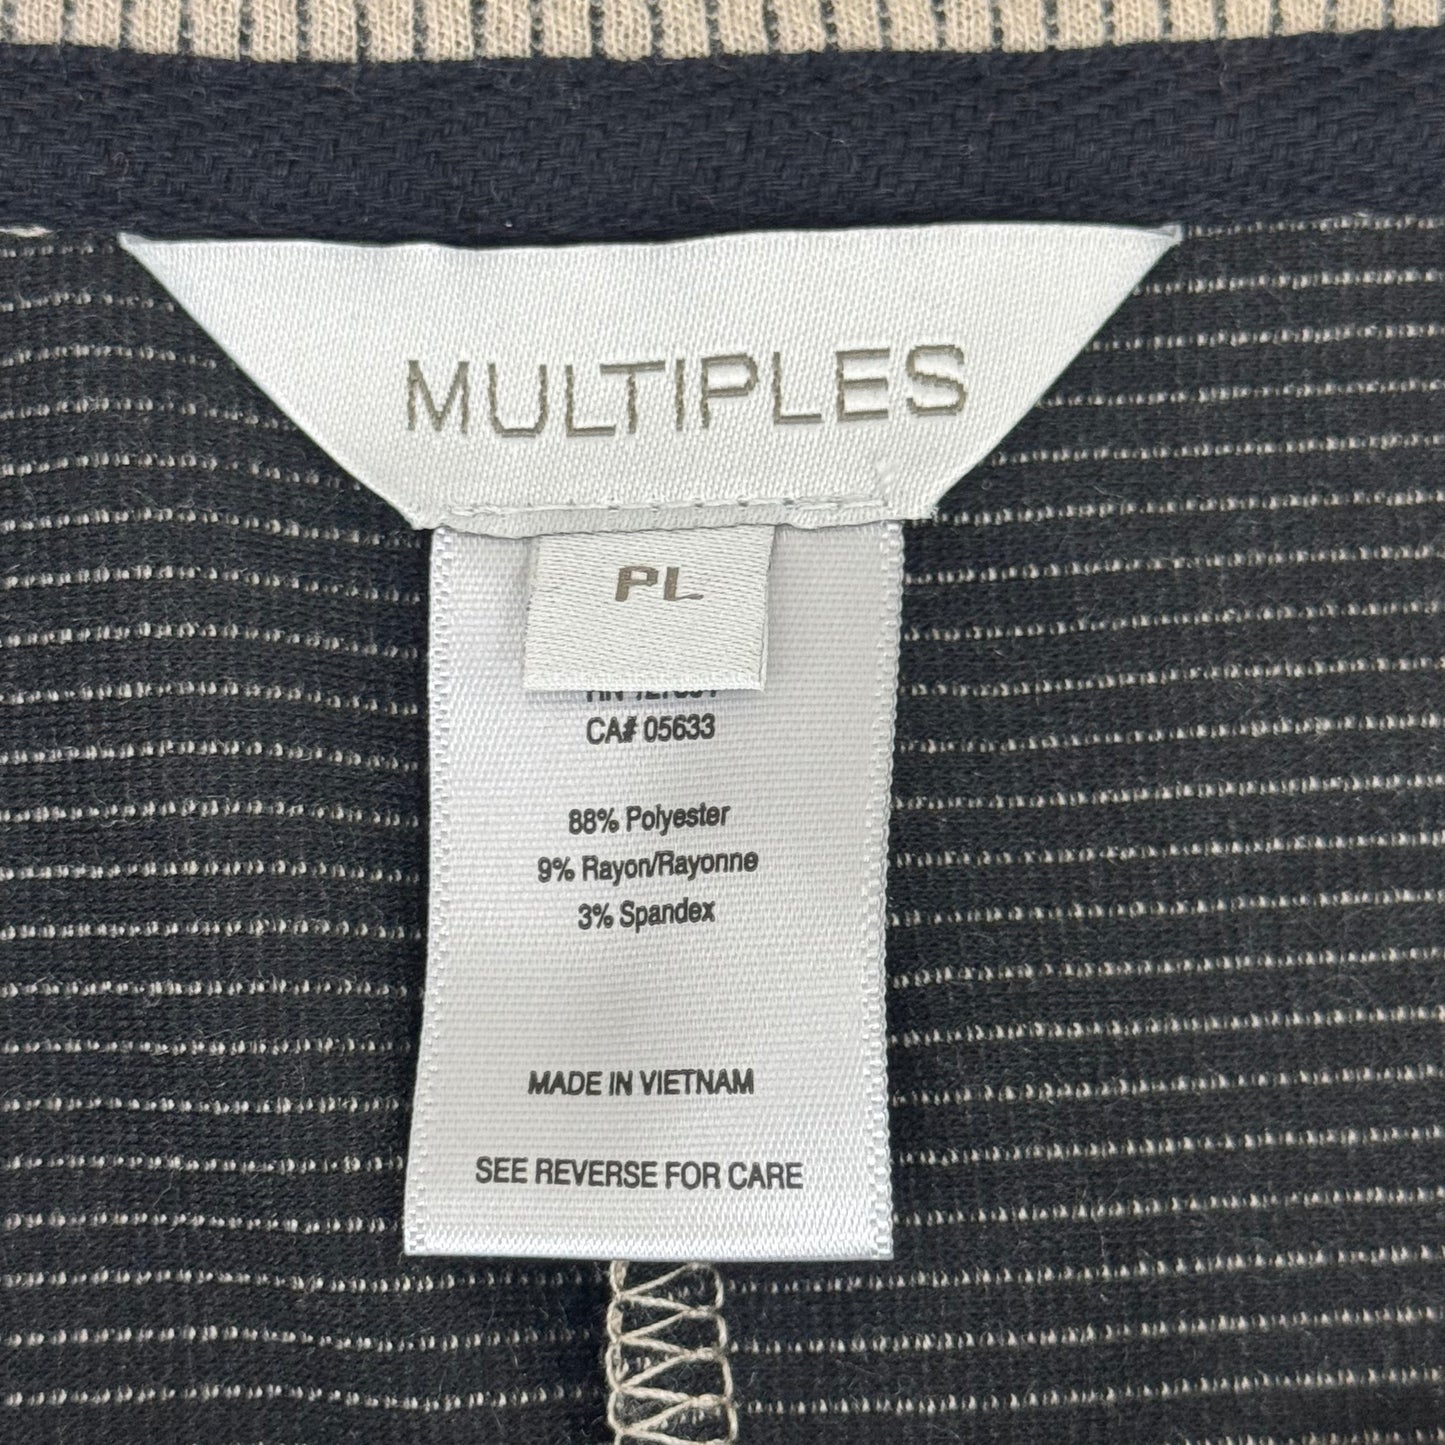 MULTIPLES
PL
CA# 05633
88% Polyester
9% Rayon/Rayonne
3% Spandex
MADE IN VIETNAM
SEE REVERSE FOR CARE